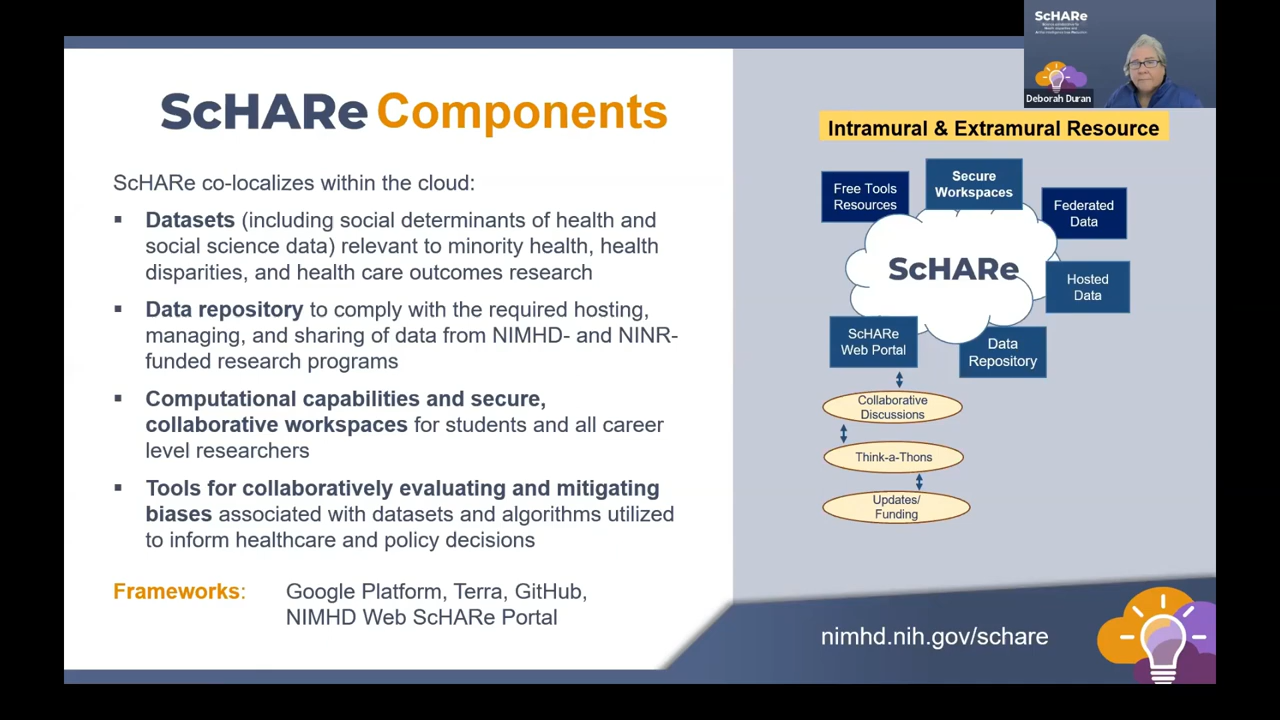 ScHARe
Deborah Duran
ScHARe Components
ScHARe co-localizes within the cloud:
▪ Datasets (including social determinants of health and
social science data) relevant to minority health, health
disparities, and health care outcomes research
▪ Data repository to comply with the required hosting,
managing, and sharing of data from NIMHD- and NINR-
funded research programs
▪ Computational capabilities and secure,
collaborative workspaces for students and all career
level researchers
▪ Tools for collaboratively evaluating and mitigating
biases associated with datasets and algorithms utilized
to inform healthcare and policy decisions
Frameworks: Google Platform, Terra, GitHub,
NIMHD Web ScHARe Portal
Intramural & Extramural Resource
Free Tools
Resources
Secure
Workspaces
Federated
Data
ScHARe
Hosted
Data
ScHARe
Web Portal
Data
Repository
Collaborative
Discussions
Think-a-Thons
Updates/
Funding
nimhd.nih.gov/schare